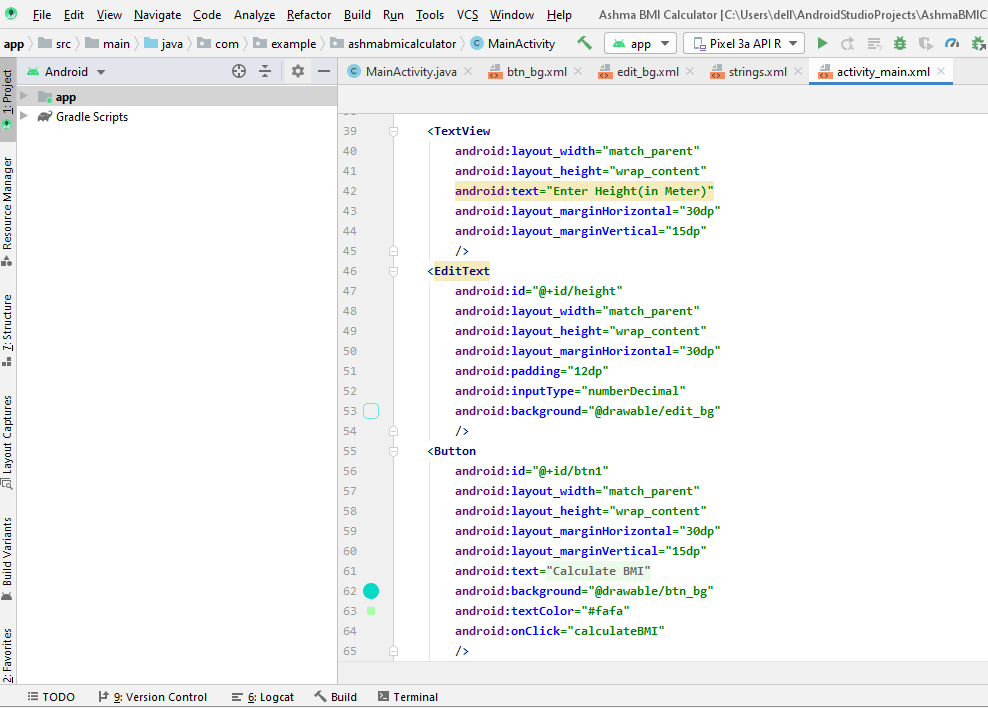 File Edit View Navigate Code Analyze Refactor Build Run Tools VCS Window Help Ashma BMI Calculator [C:\Users\dell\AndroidStudioProjects\AshmaBMIC
app src main java com example ashmabmicalculator MainActivity app Pixel 3a API R
Android
MainActivity.java btn_bg.xml edit_bg.xml strings.xml activity_main.xml
app
Gradle Scripts
1: Project
Resource Manager
7: Structure
Layout Captures
Build Variants
2: Favorites
39 <TextView
40 android:layout_width="match_parent"
41 android:layout_height="wrap_content"
42 android:text="Enter Height(in Meter)"
43 android:layout_marginHorizontal="30dp"
44 android:layout_marginVertical="15dp"
45 />
46 <EditText
47 android:id="@+id/height"
48 android:layout_width="match_parent"
49 android:layout_height="wrap_content"
50 android:layout_marginHorizontal="30dp"
51 android:padding="12dp"
52 android:inputType="numberDecimal"
53 android:background="@drawable/edit_bg"
54 />
55 <Button
56 android:id="@+id/btn1"
57 android:layout_width="match_parent"
58 android:layout_height="wrap_content"
59 android:layout_marginHorizontal="30dp"
60 android:layout_marginVertical="15dp"
61 android:text="Calculate BMI"
62 android:background="@drawable/btn_bg"
63 android:textColor="#fafa"
64 android:onClick="calculateBMI"
65 />
TODO 9: Version Control 6: Logcat Build Terminal